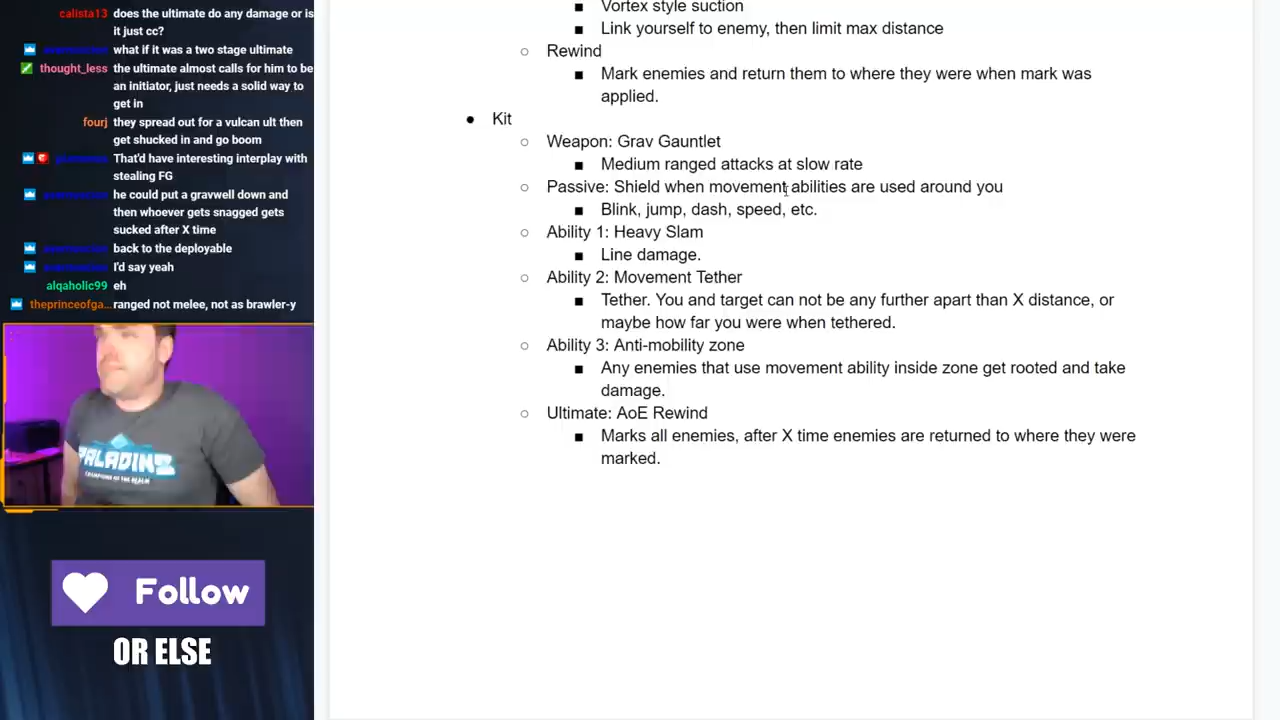 calista13 does the ultimate do any damage or is
it just cc?
what if it was a two stage ultimate
thought_less the ultimate almost calls for him to be
an initiator, just needs a solid way to
get in
fourj they spread out for a vulcan ult then
get shucked in and go boom
That'd have interesting interplay with
stealing FG
he could put a gravwell down and
then whoever gets snagged gets
sucked after X time
back to the deployable
I'd say yeah
alqaholic99 eh
theprinceofga... ranged not melee, not as brawler-y
PALADINS
CHAMPIONS OF THE REALM
Follow
OR ELSE
Vortex style suction
Link yourself to enemy, then limit max distance
Rewind
Mark enemies and return them to where they were when mark was
applied.
Kit
Weapon: Grav Gauntlet
Medium ranged attacks at slow rate
Passive: Shield when movement abilities are used around you
Blink, jump, dash, speed, etc.
Ability 1: Heavy Slam
Line damage.
Ability 2: Movement Tether
Tether. You and target can not be any further apart than X distance, or
maybe how far you were when tethered.
Ability 3: Anti-mobility zone
Any enemies that use movement ability inside zone get rooted and take
damage.
Ultimate: AoE Rewind
Marks all enemies, after X time enemies are returned to where they were
marked.